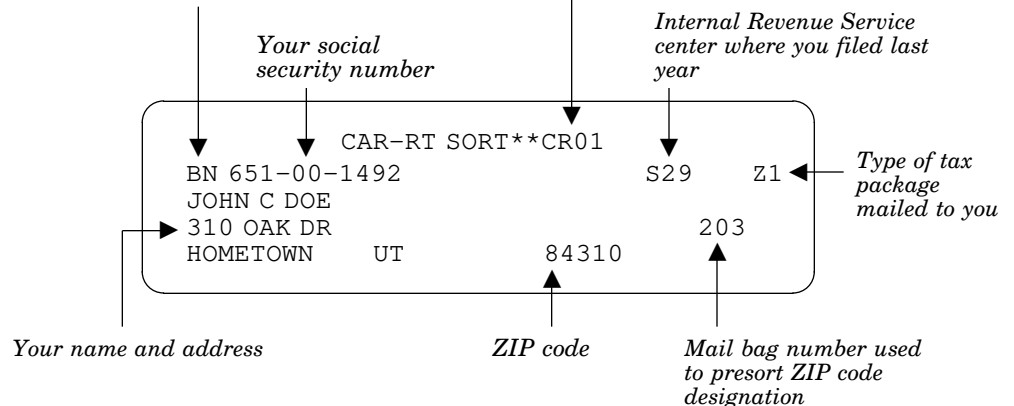 Internal Revenue Service
center where you filed last
year
Your social
security number
CAR-RT SORT**CR01
BN 651-00-1492 S29 Z1
JOHN C DOE
310 OAK DR 203
HOMETOWN UT 84310
Type of tax
package
mailed to you
Your name and address
ZIP code
Mail bag number used
to presort ZIP code
designation